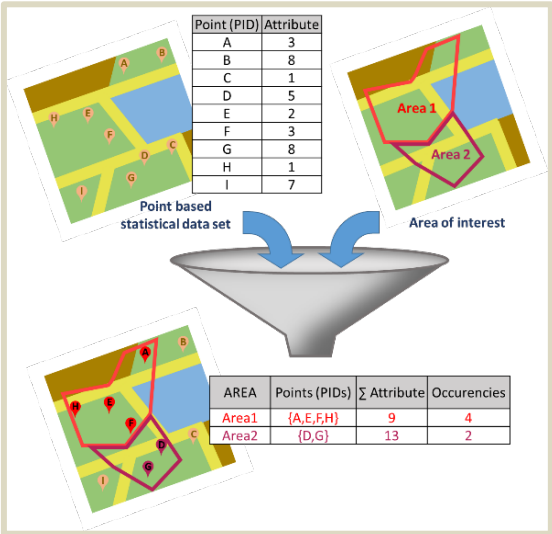 Point (PID) Attribute
A 3
B 8
C 1
D 5
E 2
F 3
G 8
H 1
I 7
A
B
H
E
F
D
C
G
I
Area 1
Area 2
Point based
statistical data set
Area of interest
A
B
H
E
F
D
C
G
I
AREA Points (PIDs) ∑ Attribute Occurencies
Area1 {A,E,F,H} 9 4
Area2 {D,G} 13 2